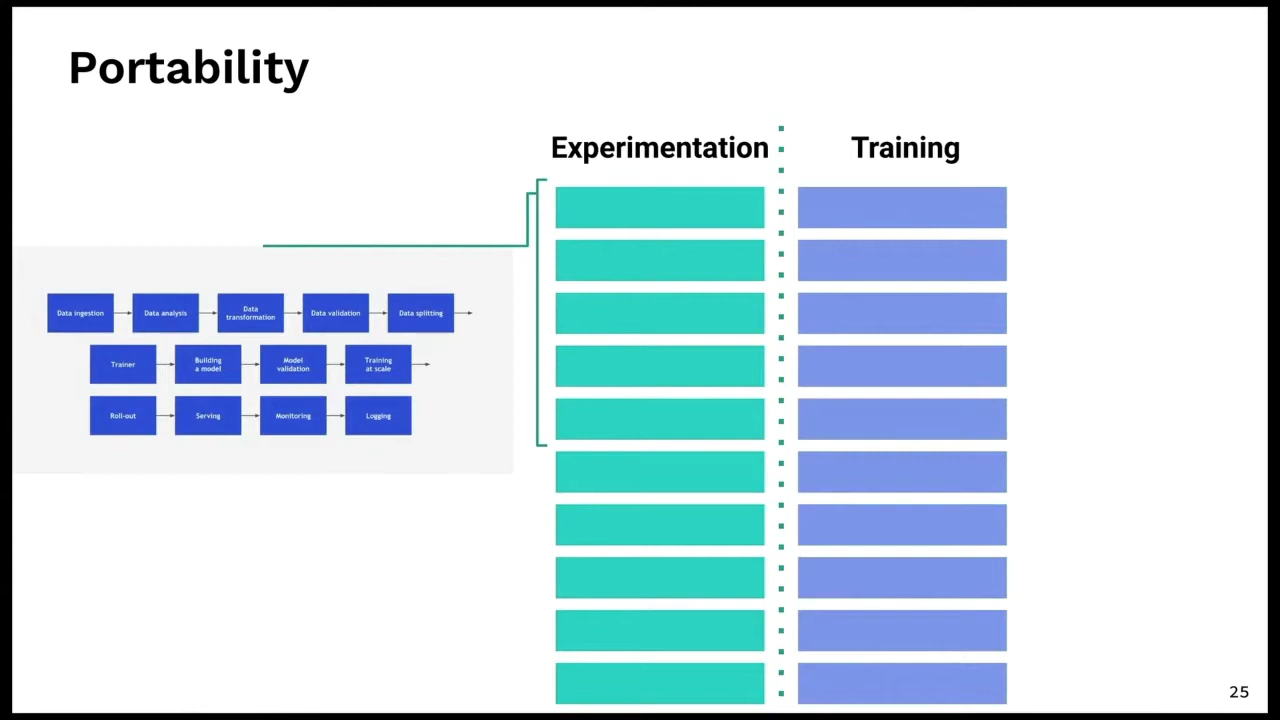 Portability
Experimentation
Training
Data ingestion
Data analysis
Data
transformation
Data validation
Data splitting
Trainer
Building
a model
Model
validation
Training
at scale
Roll-out
Serving
Monitoring
Logging
25